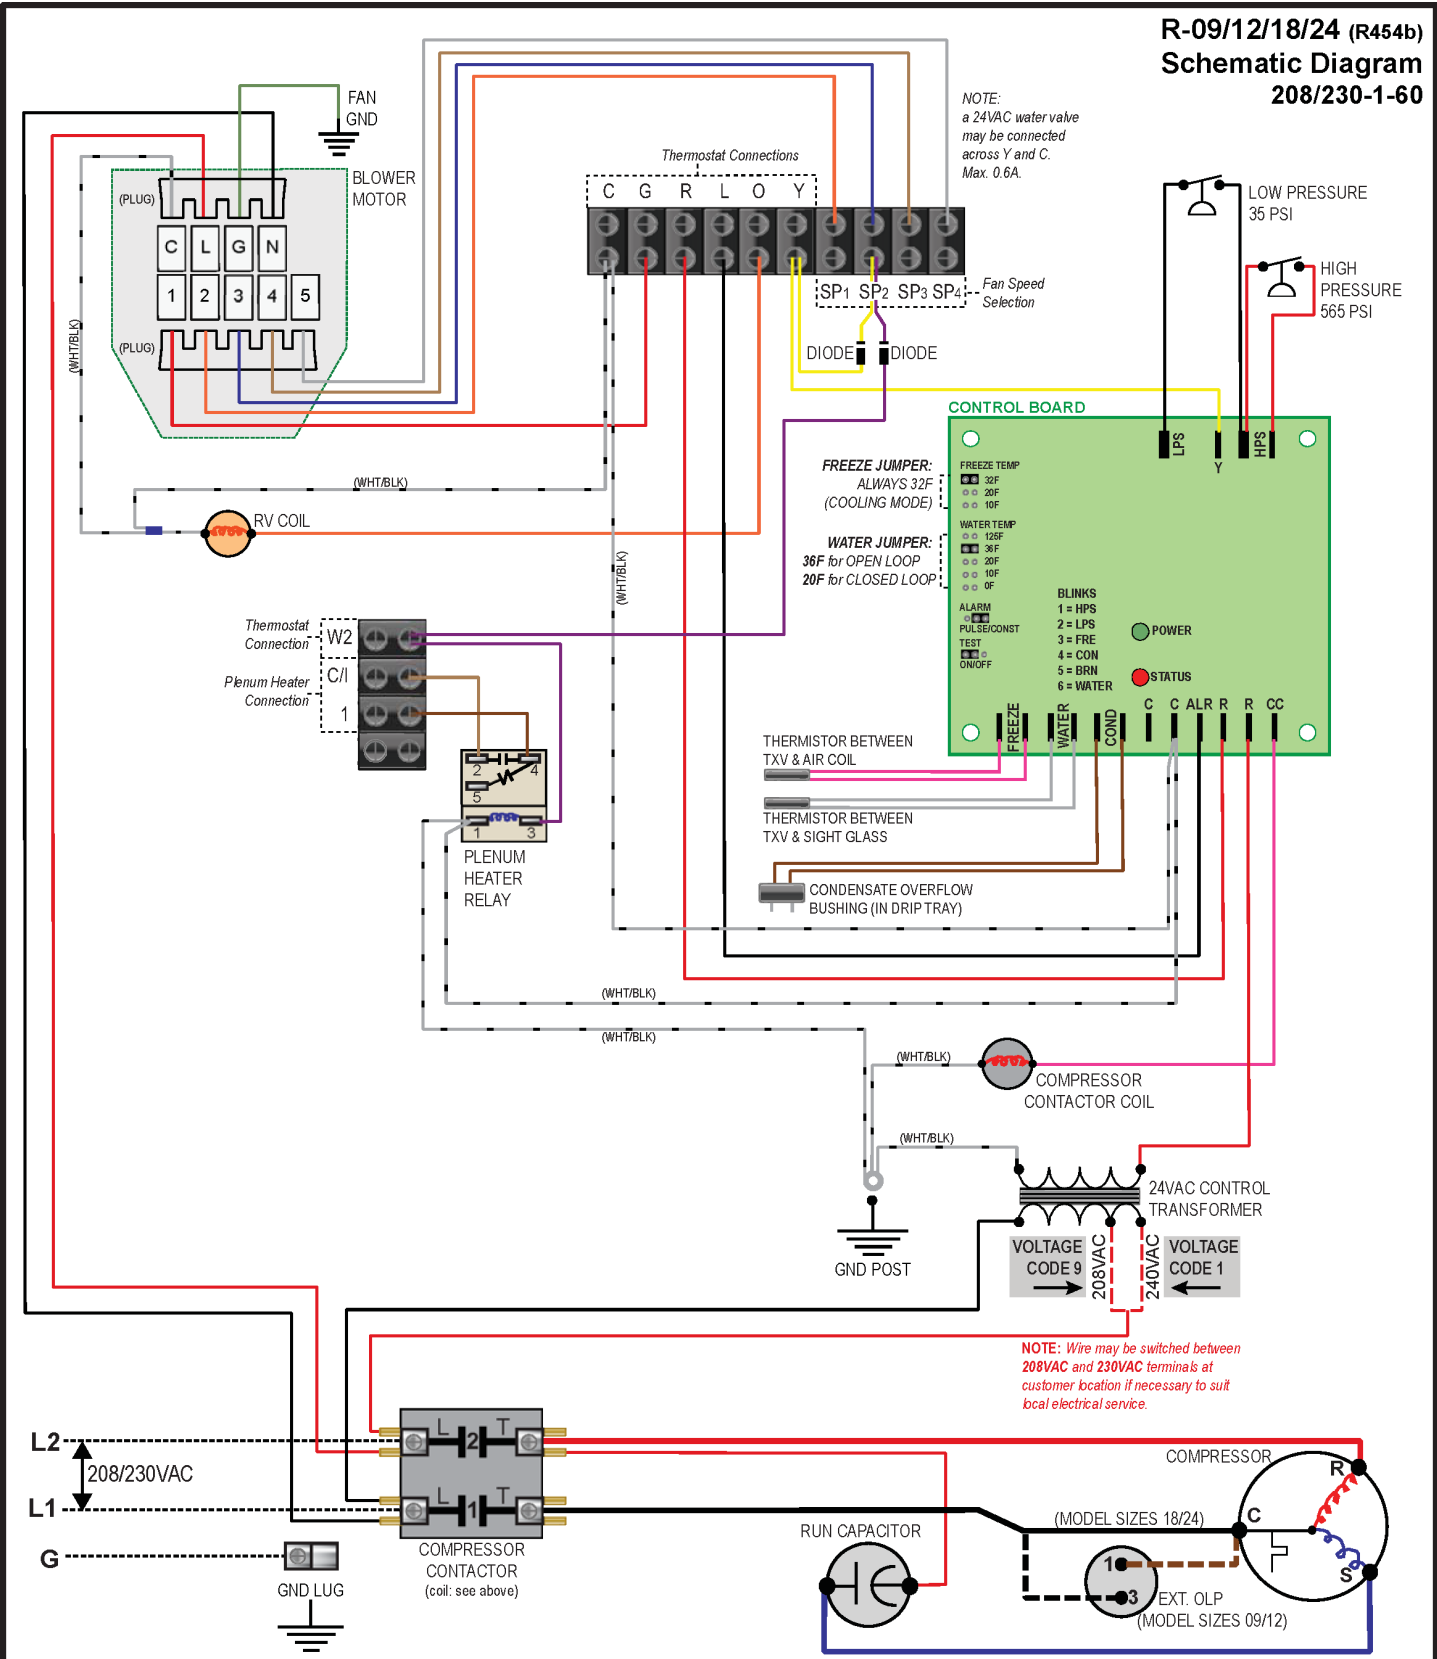 R-09/12/18/24 (R454b)
Schematic Diagram
208/230-1-60
FAN
GND
NOTE:
a 24VAC water valve
may be connected
across Y and C.
Max. 0.6A.
Thermostat Connections
C G R L O Y
BLOWER
MOTOR
(PLUG)
C L G N
1 2 3 4 5
(PLUG)
(WHT/BLK)
LOW PRESSURE
35 PSI
HIGH
PRESSURE
565 PSI
SP1 SP2 SP3 SP4
Fan Speed
Selection
DIODE DIODE
CONTROL BOARD
LPS
Y
HPS
FREEZE JUMPER:
ALWAYS 32F
(COOLING MODE)
FREEZE TEMP
32F
20F
10F
WATER JUMPER:
36F for OPEN LOOP
20F for CLOSED LOOP
WATER TEMP
125F
36F
20F
10F
0F
ALARM
PULSE/CONST
TEST
ON/OFF
BLINKS
1 = HPS
2 = LPS
3 = FRE
4 = CON
5 = BRN
6 = WATER
POWER
STATUS
FREEZE
WATER
COND
C C ALR R R CC
(WHT/BLK)
RV COIL
(WHT/BLK)
Thermostat
Connection
W2
Plenum Heater
Connection
C/I
1
2 4
5
1 3
PLENUM
HEATER
RELAY
THERMISTOR BETWEEN
TXV & AIR COIL
THERMISTOR BETWEEN
TXV & SIGHT GLASS
CONDENSATE OVERFLOW
BUSHING (IN DRIP TRAY)
(WHT/BLK)
(WHT/BLK)
(WHT/BLK)
COMPRESSOR
CONTACTOR COIL
(WHT/BLK)
24VAC CONTROL
TRANSFORMER
GND POST
VOLTAGE
CODE 9
208VAC
240VAC
VOLTAGE
CODE 1
NOTE: Wire may be switched between
208VAC and 230VAC terminals at
customer location if necessary to suit
local electrical service.
L2
208/230VAC
L1
G
GND LUG
L 2 T
L 1 T
COMPRESSOR
CONTACTOR
(coil: see above)
RUN CAPACITOR
COMPRESSOR
R
C
S
(MODEL SIZES 18/24)
1
3
EXT. OLP
(MODEL SIZES 09/12)